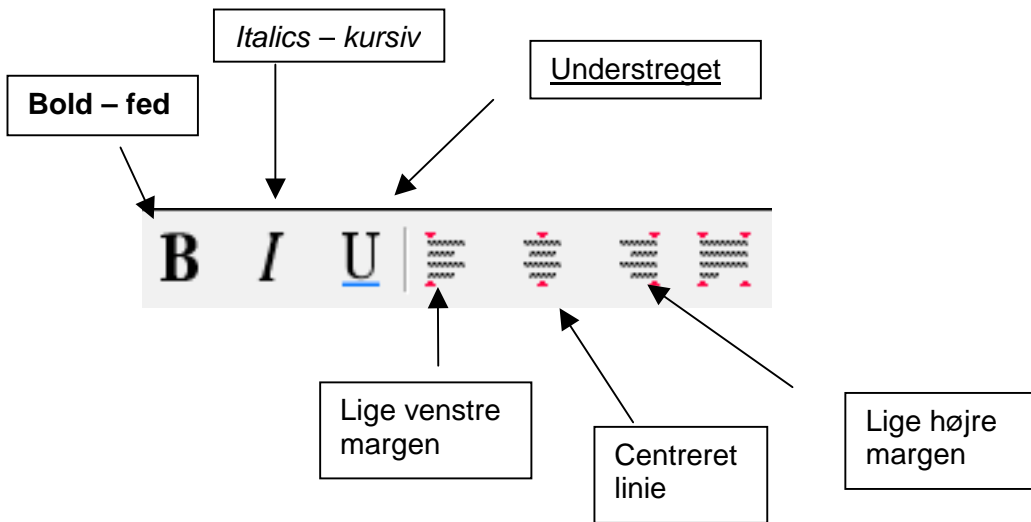 Italics – kursiv
Understreget
Bold – fed
B I U
Lige venstre
margen
Centreret
linie
Lige højre
margen